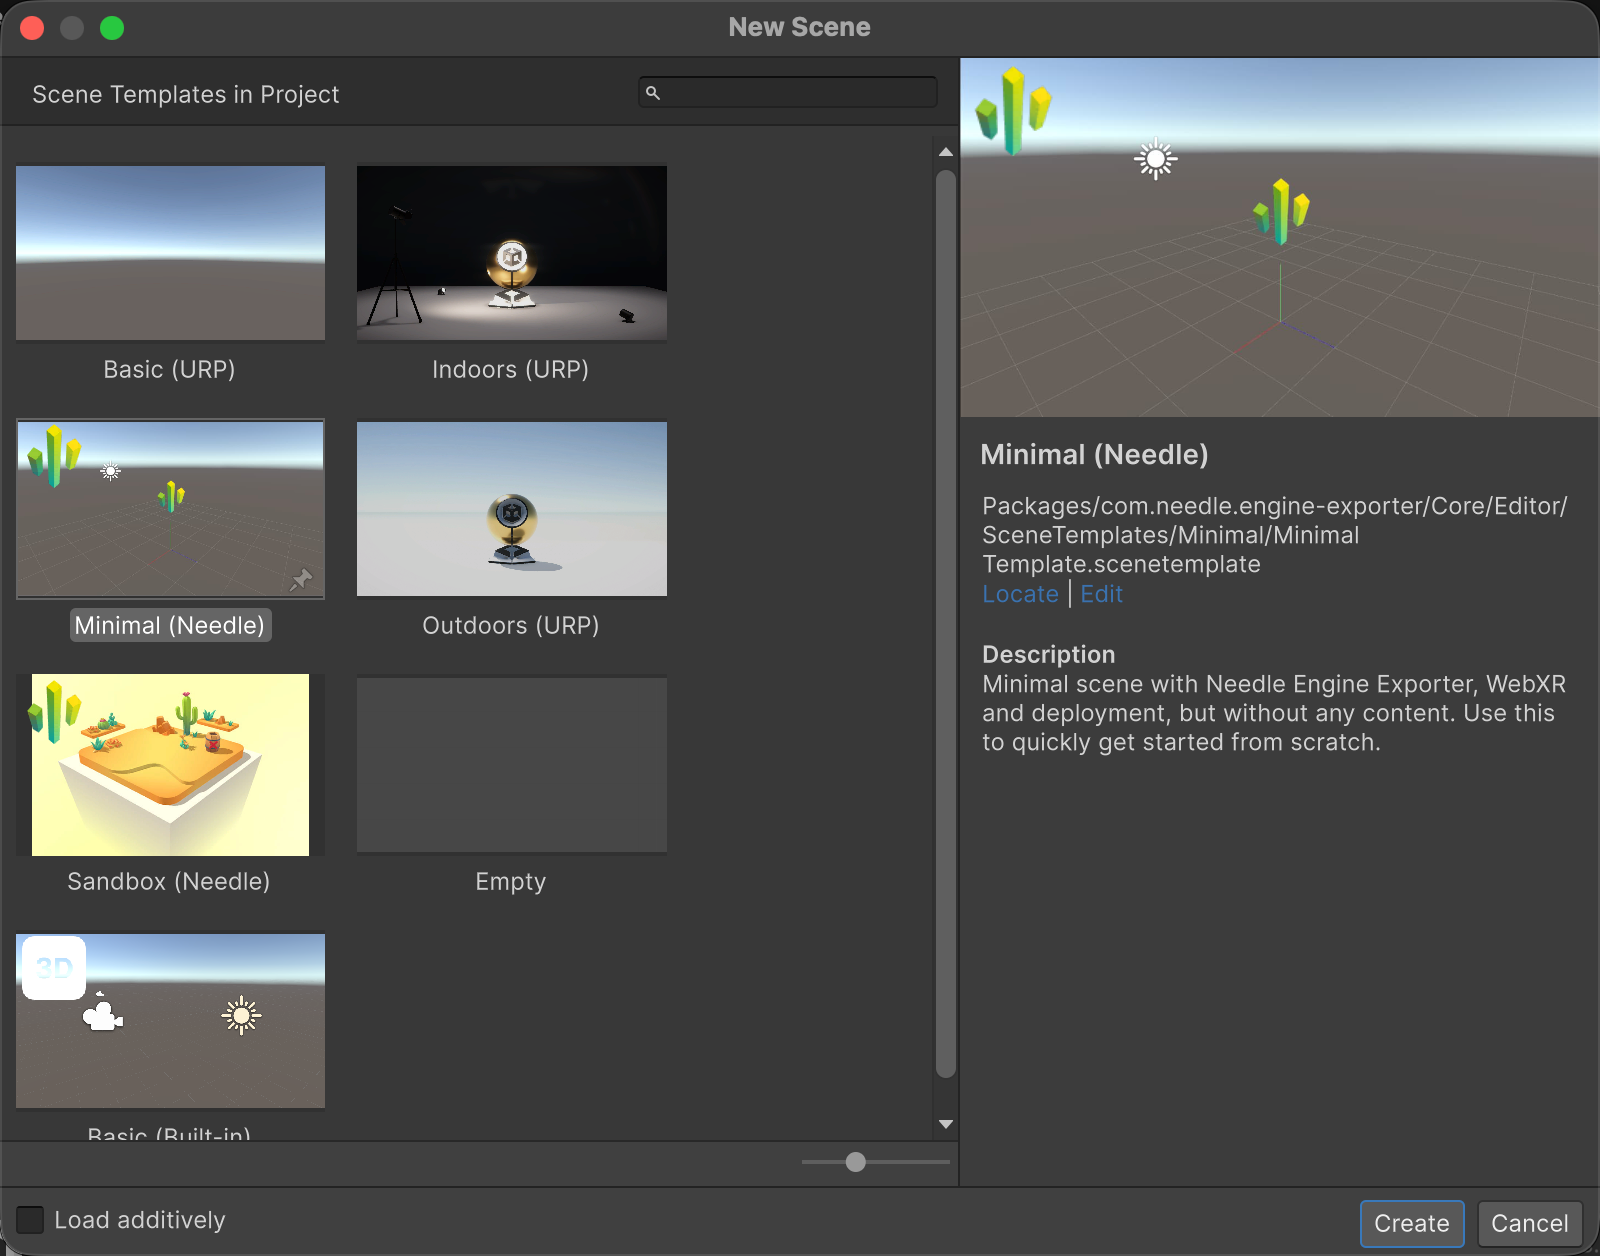 New Scene
Scene Templates in Project
Basic (URP)
Indoors (URP)
Minimal (Needle)
Outdoors (URP)
Sandbox (Needle)
Empty
3D
Basic (Built-in)
Minimal (Needle)
Packages/com.needle.engine-exporter/Core/Editor/
SceneTemplates/Minimal/Minimal
Template.scenetemplate
Locate | Edit
Description
Minimal scene with Needle Engine Exporter, WebXR
and deployment, but without any content. Use this
to quickly get started from scratch.
Load additively
Create
Cancel